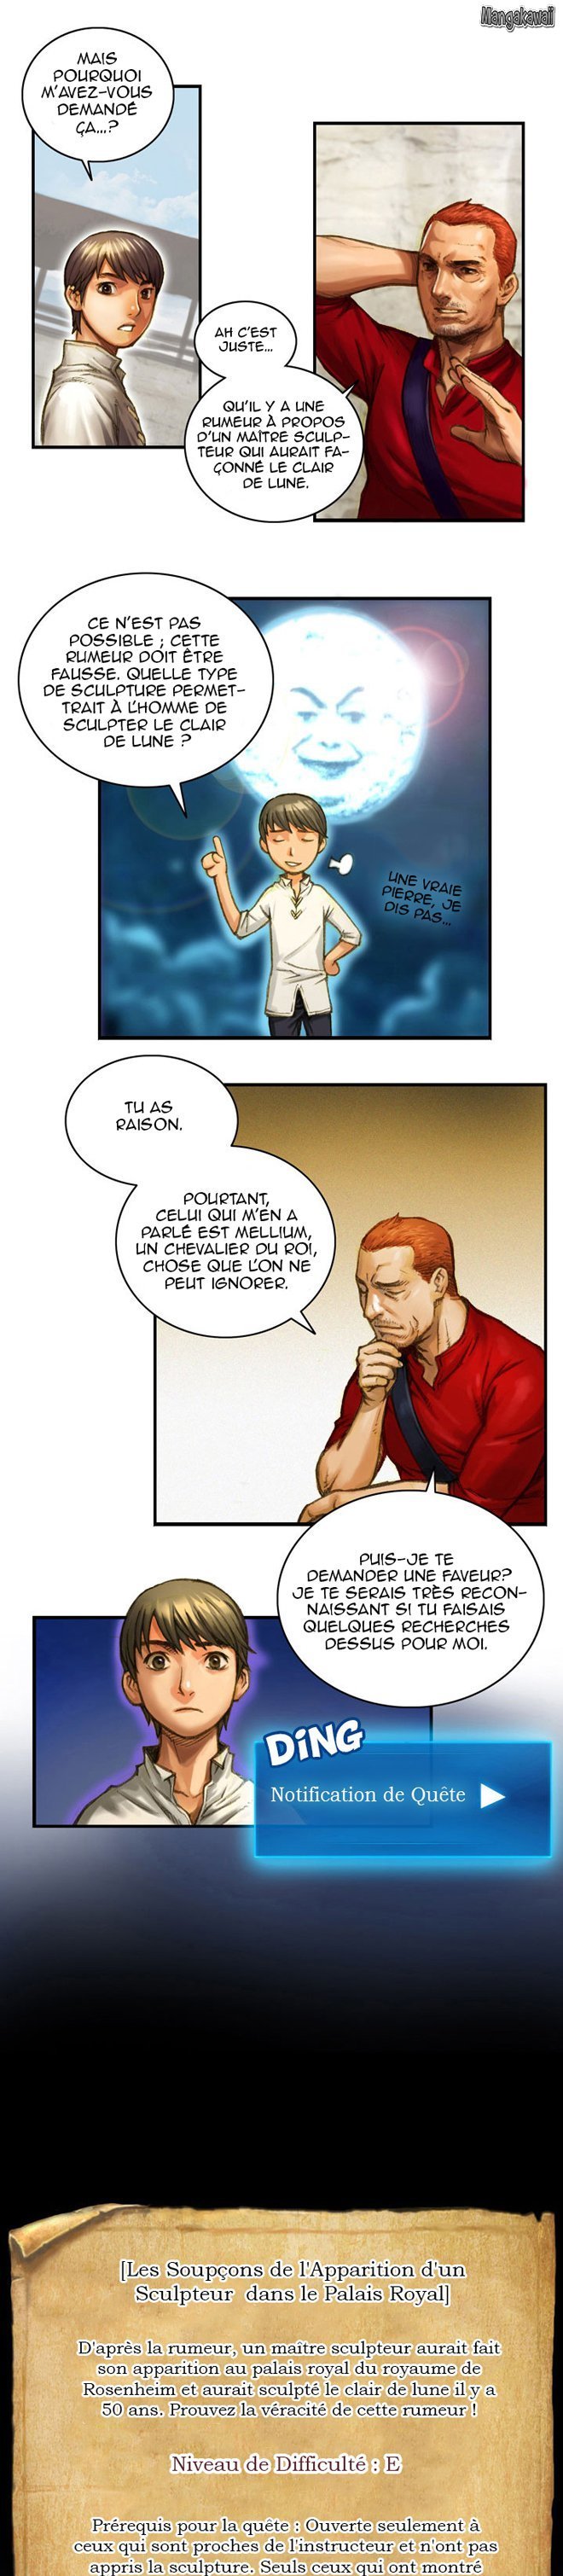 Mangakawaii
MAIS
POURQUOI
M'AVEZ-VOUS
DEMANDÉ
ÇA...?
AH C'EST
JUSTE...
QU'IL Y A UNE
RUMEUR À PROPOS
D'UN MAÎTRE SCULP-
TEUR QUI AURAIT FA-
ÇONNÉ LE CLAIR
DE LUNE.
CE N'EST PAS
POSSIBLE ; CETTE
RUMEUR DOIT ÊTRE
FAUSSE. QUELLE TYPE
DE SCULPTURE PERMET-
TRAIT À L'HOMME DE
SCULPTER LE CLAIR
DE LUNE ?
UNE VRAIE
PIERRE, JE
DIS PAS...
TU AS
RAISON.
POURTANT,
CELUI QUI M'EN A
PARLÉ EST MELLIUM,
UN CHEVALIER DU ROI,
CHOSE QUE L'ON NE
PEUT IGNORER.
PUIS-JE TE
DEMANDER UNE FAVEUR?
JE TE SERAIS TRÈS RECON-
NAISSANT SI TU FAISAIS
QUELQUES RECHERCHES
DESSUS POUR MOI.
DiNG
Notification de Quête
[Les Soupçons de l'Apparition d'un
Sculpteur dans le Palais Royal]
D'après la rumeur, un maître sculpteur aurait fait
son apparition au palais royal du royaume de
Rosenheim et aurait sculpté le clair de lune il y a
50 ans. Prouvez la véracité de cette rumeur !
Niveau de Difficulté : E
Prérequis pour la quête : Ouverte seulement à
ceux qui sont proches de l'instructeur et n'ont pas
appris la sculpture. Seuls ceux qui ont montré